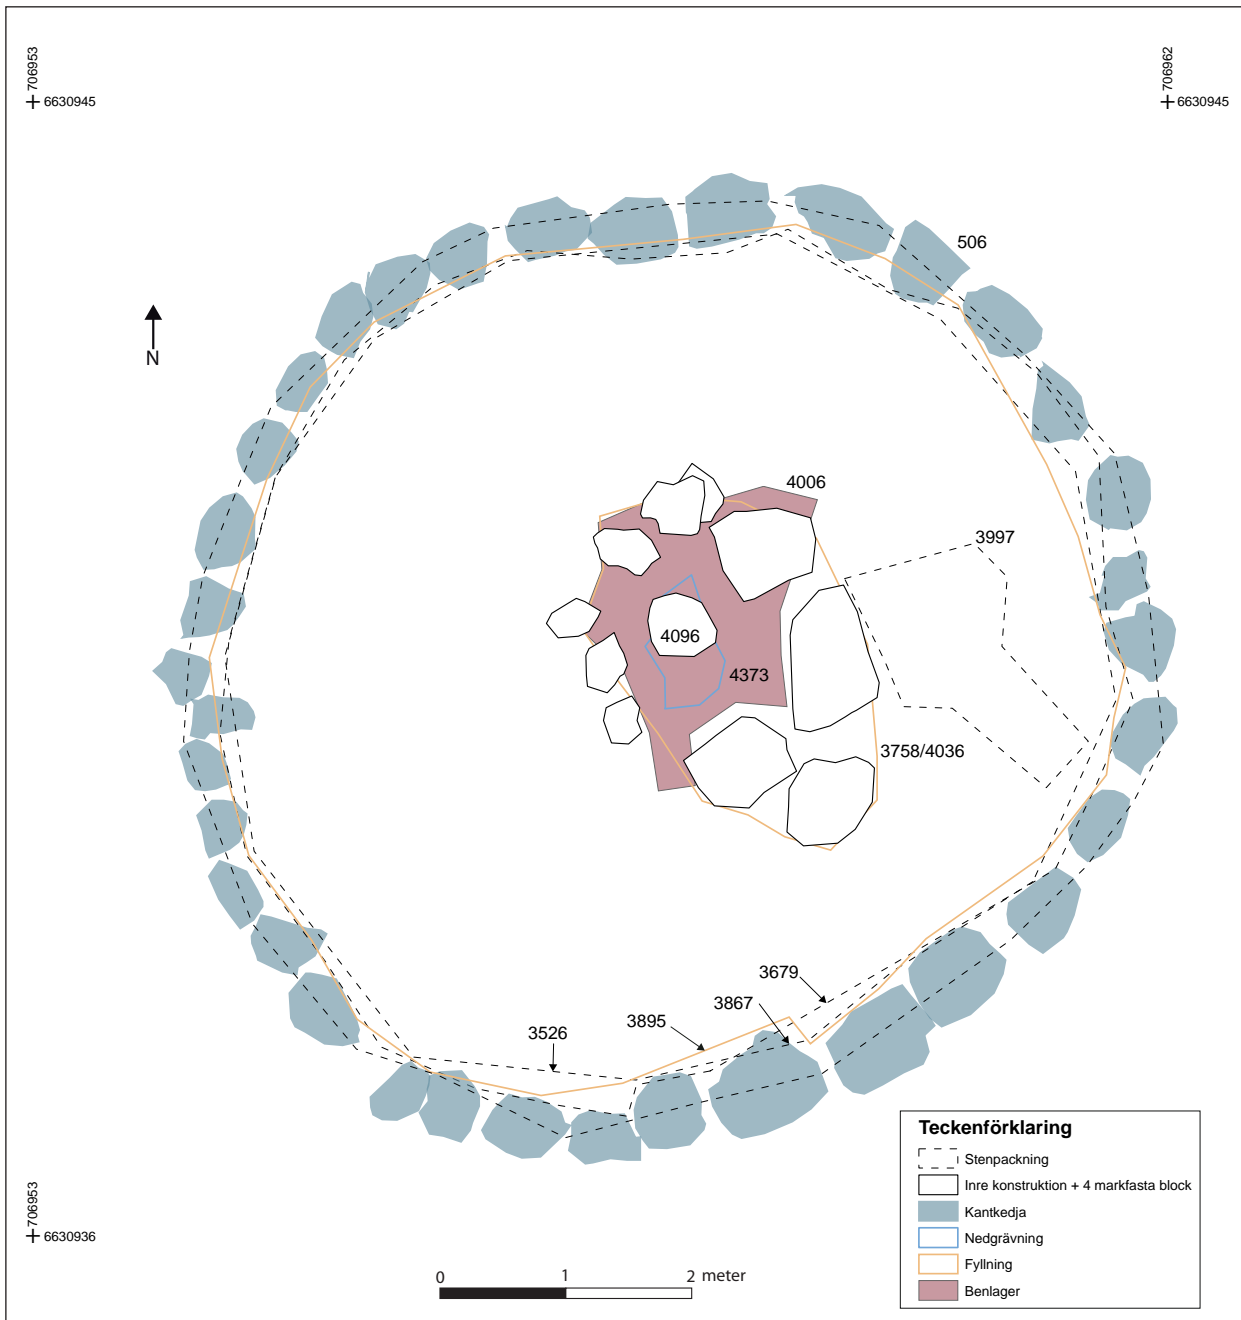 706953
6630945
706962
6630945
506
N
4006
3997
4096
4373
3758/4036
3679
3867
3895
3526
Teckenförklaring
Stenpackning
Inre konstruktion + 4 markfasta block
Kantkedja
Nedgrävning
Fyllning
Benlager
706953
6630936
0 1 2 meter